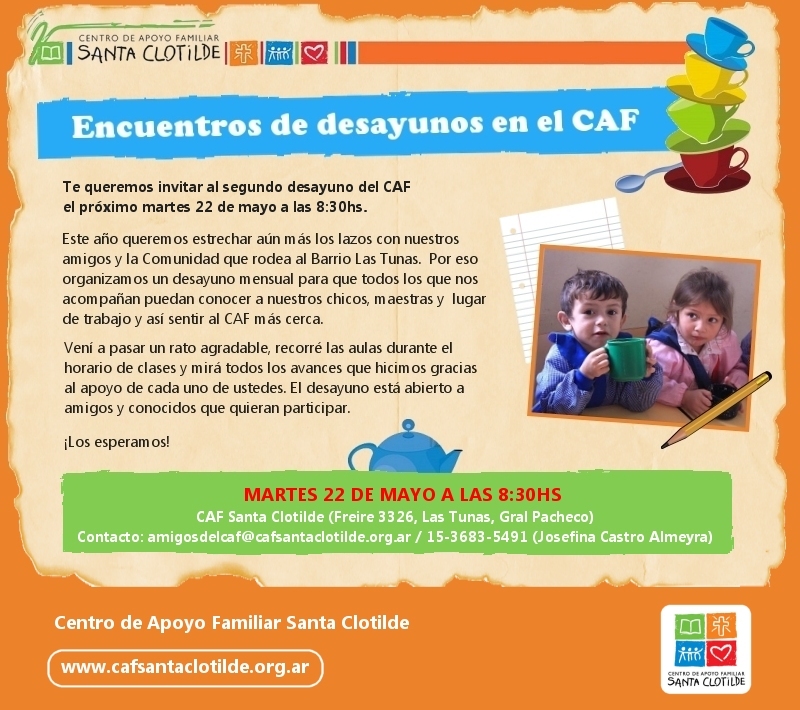 CENTRO DE APOYO FAMILIAR
SANTA CLOTILDE
Encuentros de desayunos en el CAF
Te queremos invitar al segundo desayuno del CAF
el próximo martes 22 de mayo a las 8:30hs.
Este año queremos estrechar aún más los lazos con nuestros
amigos y la Comunidad que rodea al Barrio Las Tunas. Por eso
organizamos un desayuno mensual para que todos los que nos
acompañan puedan conocer a nuestros chicos, maestras y lugar
de trabajo y así sentir al CAF más cerca.
Vení a pasar un rato agradable, recorré las aulas durante el
horario de clases y mirá todos los avances que hicimos gracias
al apoyo de cada uno de ustedes. El desayuno está abierto a
amigos y conocidos que quieran participar.
¡Los esperamos!
MARTES 22 DE MAYO A LAS 8:30HS
CAF Santa Clotilde (Freire 3326, Las Tunas, Gral Pacheco)
Contacto: amigosdelcaf@cafsantaclotilde.org.ar / 15-3683-5491 (Josefina Castro Almeyra)
Centro de Apoyo Familiar Santa Clotilde
www.cafsantaclotilde.org.ar
CENTRO DE APOYO FAMILIAR
SANTA CLOTILDE